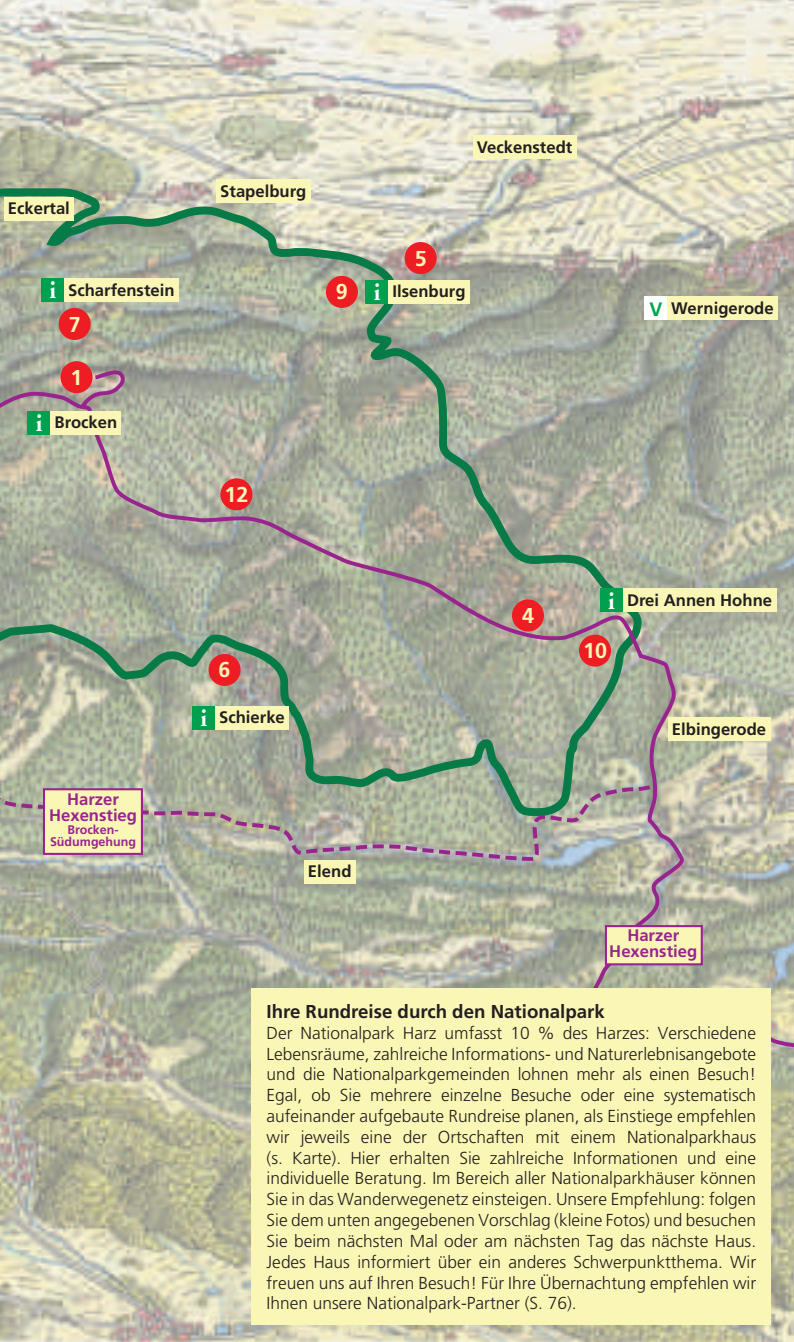 Veckenstedt
Stapelburg
Eckertal
5
i Scharfenstein
9
i Ilsenburg
V Wernigerode
7
1
i Brocken
12
i Drei Annen Hohne
4
10
6
i Schierke
Elbingerode
Harzer
Hexenstieg
Brocken-
Südumgehung
Elend
Harzer
Hexenstieg
Ihre Rundreise durch den Nationalpark
Der Nationalpark Harz umfasst 10 % des Harzes: Verschiedene
Lebensräume, zahlreiche Informations- und Naturerlebnisangebote
und die Nationalparkgemeinden lohnen mehr als einen Besuch!
Egal, ob Sie mehrere einzelne Besuche oder eine systematisch
aufeinander aufgebaute Rundreise planen, als Einstiege empfehlen
wir jeweils eine der Ortschaften mit einem Nationalparkhaus
(s. Karte). Hier erhalten Sie zahlreiche Informationen und eine
individuelle Beratung. Im Bereich aller Nationalparkhäuser können
Sie in das Wanderwegenetz einsteigen. Unsere Empfehlung: folgen
Sie dem unten angegebenen Vorschlag (kleine Fotos) und besuchen
Sie beim nächsten Mal oder am nächsten Tag das nächste Haus.
Jedes Haus informiert über ein anderes Schwerpunktthema. Wir
freuen uns auf Ihren Besuch! Für Ihre Übernachtung empfehlen wir
Ihnen unsere Nationalpark-Partner (S. 76).